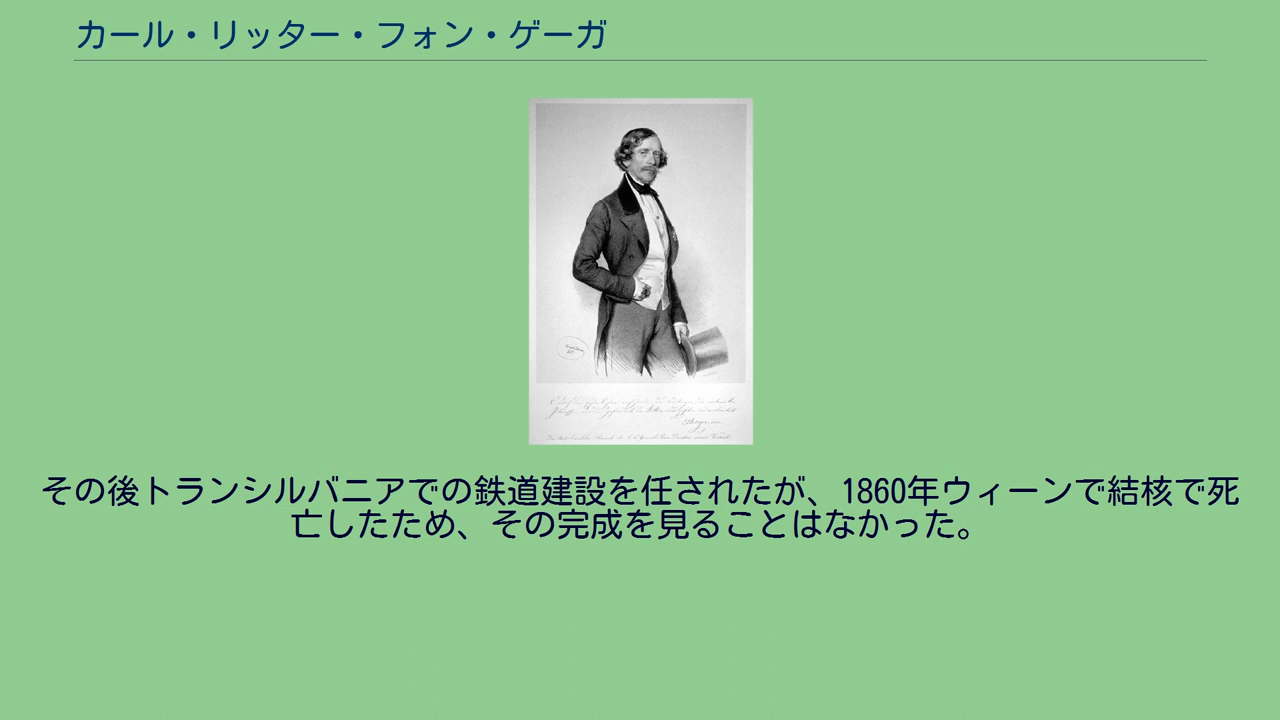 カール・リッター・フォン・ゲーガ
その後トランシルバニアでの鉄道建設を任されたが、1860年ウィーンで結核で死
亡したため、その完成を見ることはなかった。